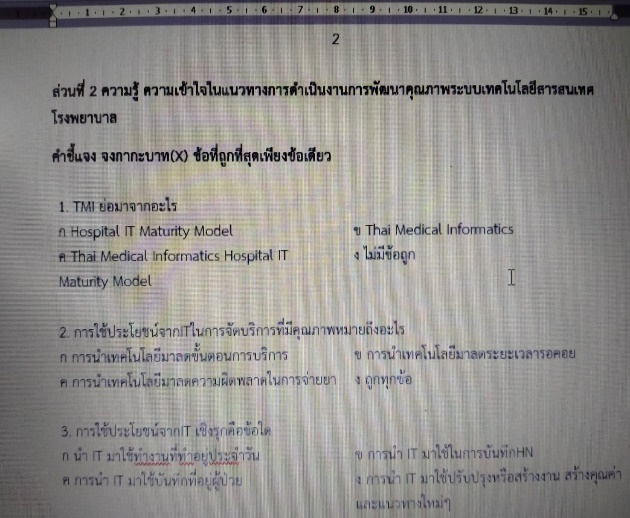 1 2 3 4 5 6 7 8 9 10 11 12 13 14 15
2
ส่วนที่ 2 ความรู้ ความเข้าใจในแนวทางการดำเนินงานการพัฒนาคุณภาพระบบเทคโนโลยีสารสนเทศ
โรงพยาบาล
คำชี้แจง จงกากะบาท(X) ข้อที่ถูกที่สุดเพียงข้อเดียว
1. TMI ย่อมาจากอะไร
ก Hospital IT Maturity Model ข Thai Medical Informatics
ค Thai Medical Informatics Hospital IT ง ไม่มีข้อถูก
Maturity Model
2. การใช้ประโยชน์จากITในการจัดบริการที่มีคุณภาพหมายถึงอะไร
ก การนำเทคโนโลยีมาลดขั้นตอนการบริการ ข การนำเทคโนโลยีมาลดระยะเวลารอคอย
ค การนำเทคโนโลยีมาลดความผิดพลาดในการจ่ายยา ง ถูกทุกข้อ
3. การใช้ประโยชน์จากIT เชิงรุกคือข้อใด
ก นำ IT มาใช้ทำงานที่ทำอยู่ประจำวัน ข การนำ IT มาใช้ในการบันทึกHN
ค การนำ IT มาใช้บันทึกที่อยู่ผู้ป่วย ง การนำ IT มาใช้ปรับปรุงหรือสร้างงาน สร้างคุณค่า
และแนวทางใหม่ๆ